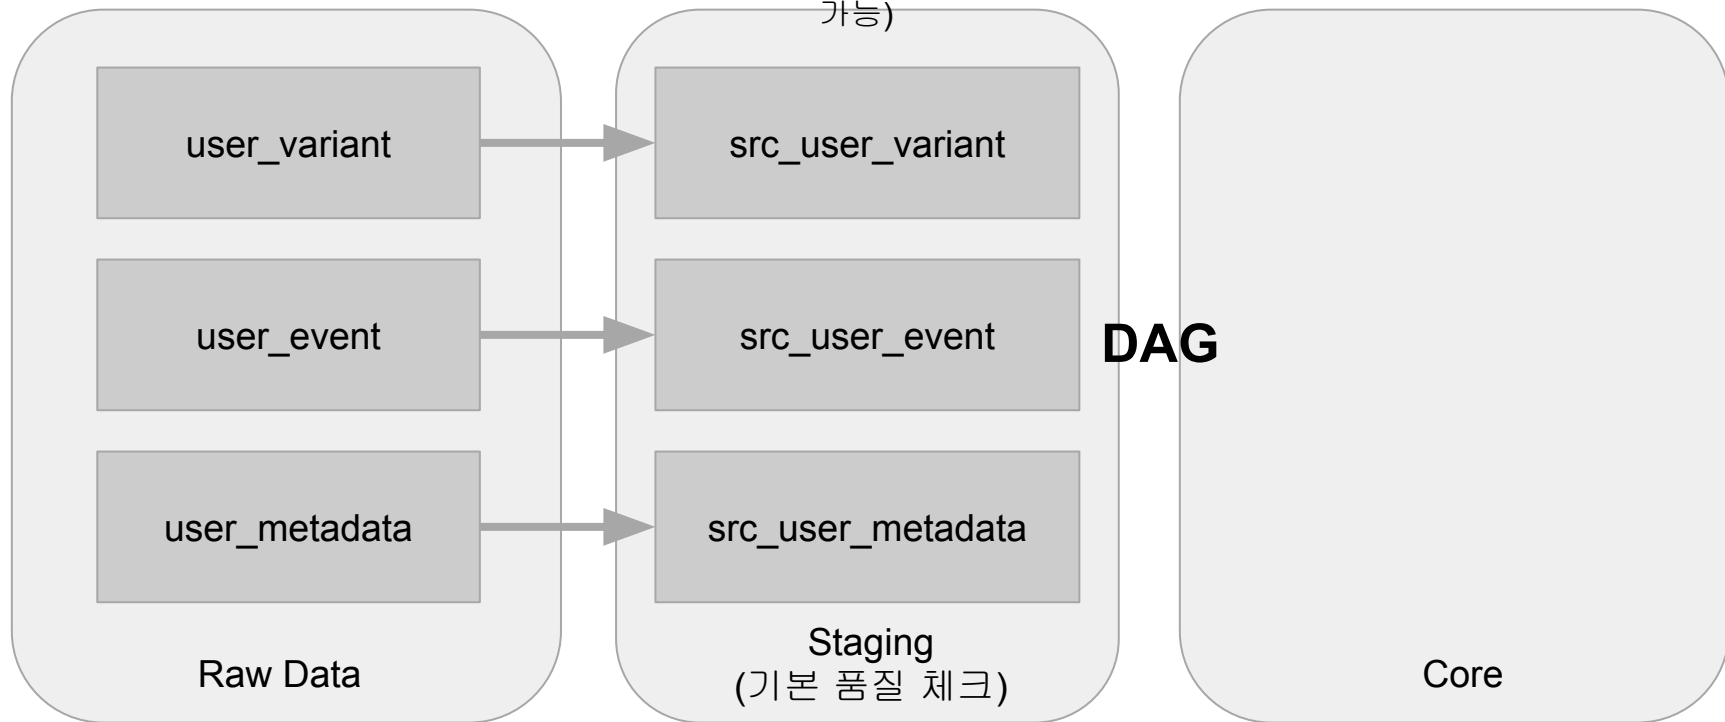 가능)
user_variant
src_user_variant
user_event
src_user_event
DAG
user_metadata
src_user_metadata
Raw Data
Staging
(기본 품질 체크)
Core